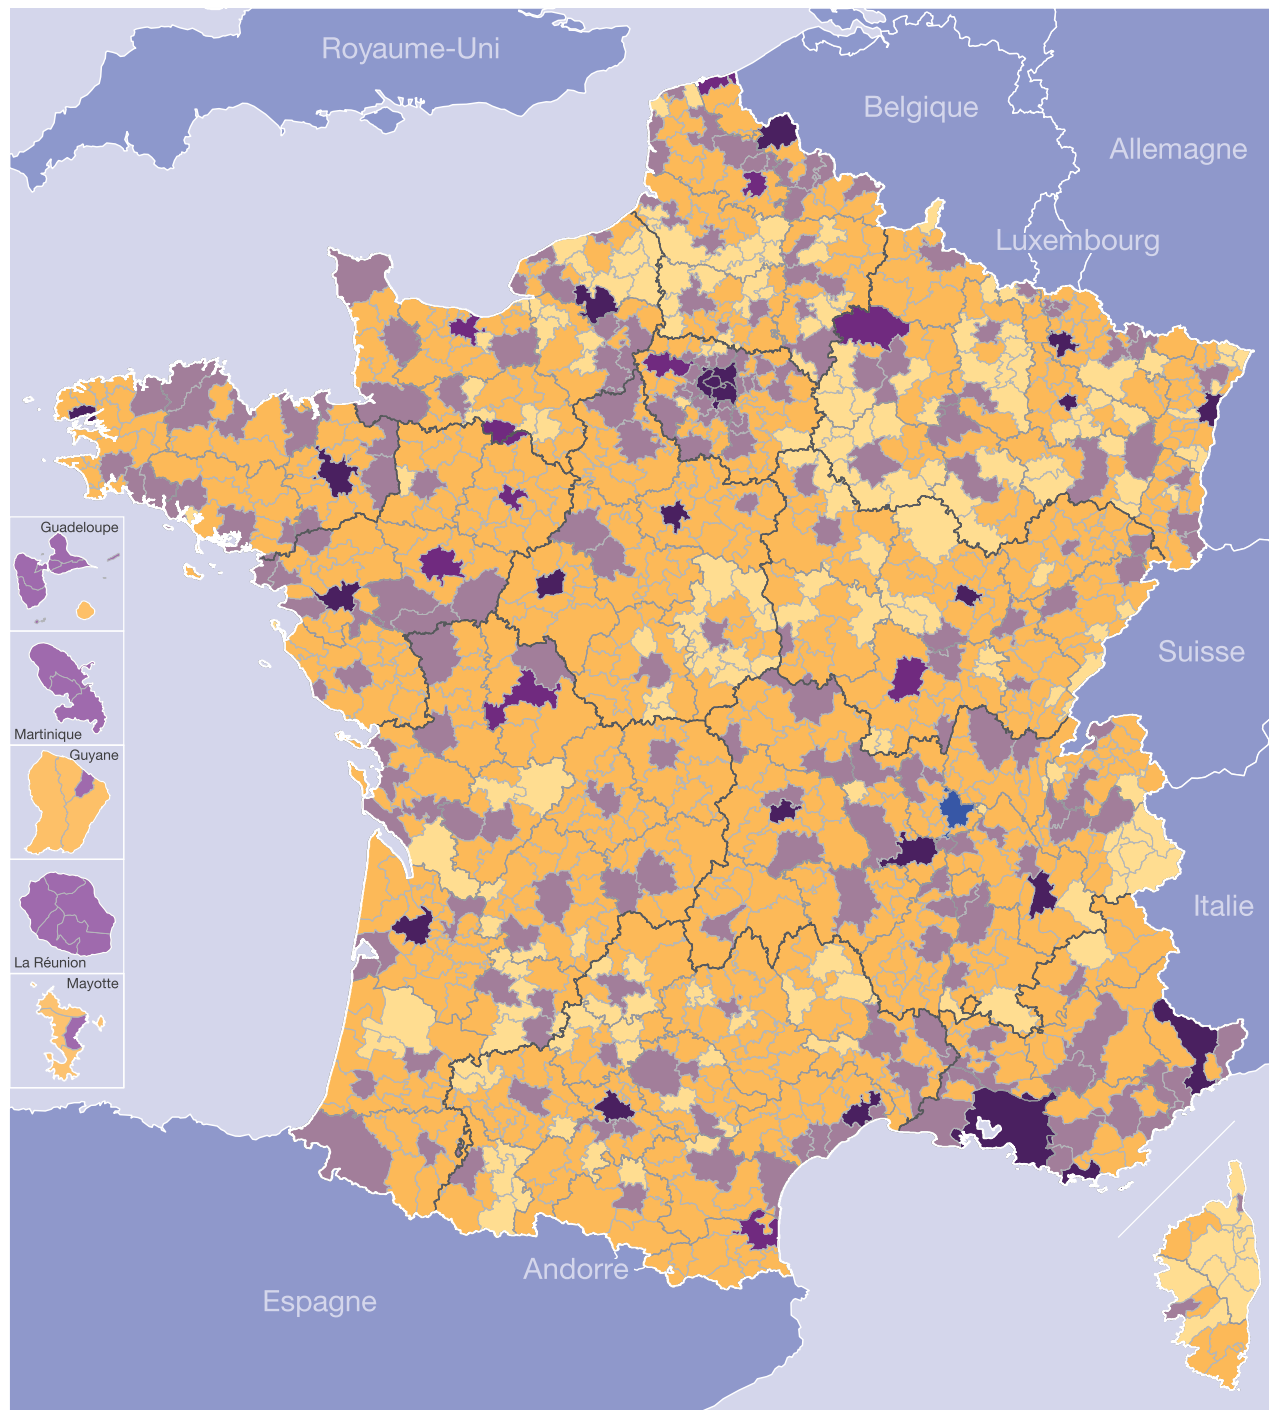 Royaume-Uni
Belgique
Allemagne
Luxembourg
Guadeloupe
Martinique
Guyane
La Réunion
Mayotte
Suisse
Italie
Andorre
Espagne